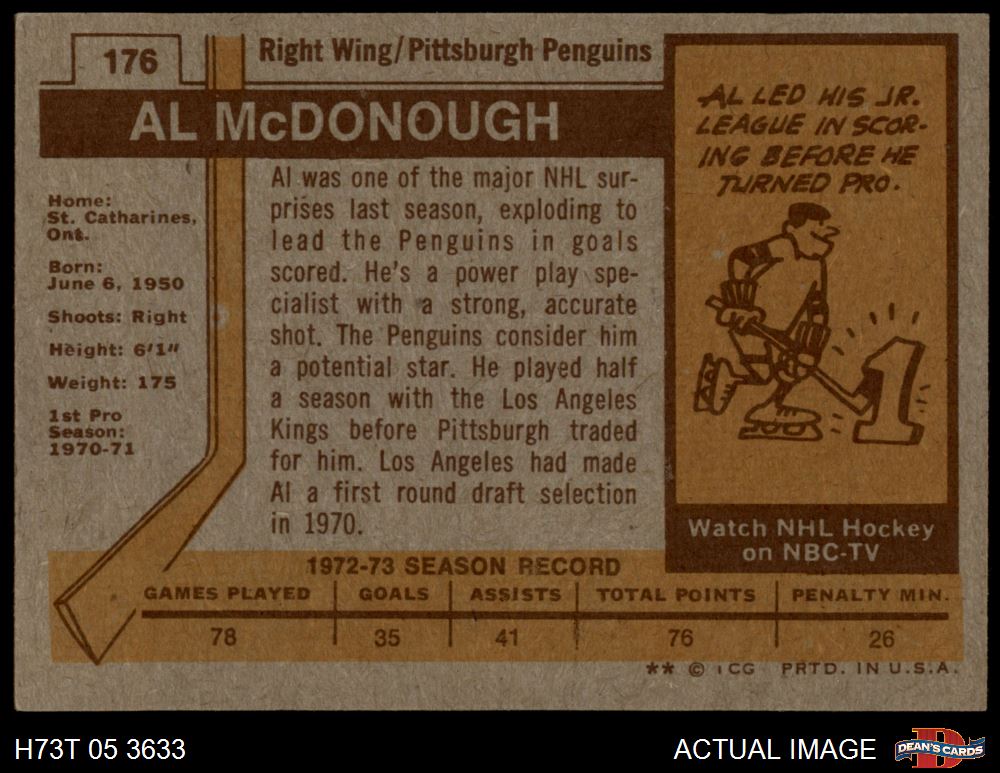 176
Right Wing/Pittsburgh Penguins
AL McDONOUGH
Home:
St. Catharines,
Ont.
Born:
June 6, 1950
Shoots: Right
Height: 6'1"
Weight: 175
1st Pro
Season:
1970-71
Al was one of the major NHL sur-
prises last season, exploding to
lead the Penguins in goals
scored. He's a power play spe-
cialist with a strong, accurate
shot. The Penguins consider him
a potential star. He played half
a season with the Los Angeles
Kings before Pittsburgh traded
for him. Los Angeles had made
Al a first round draft selection
in 1970.
AL LED HIS JR.
LEAGUE IN SCOR-
ING BEFORE HE
TURNED PRO.
1
Watch NHL Hockey
on NBC-TV
1972-73 SEASON RECORD
GAMES PLAYED GOALS ASSISTS TOTAL POINTS PENALTY MIN.
78 35 41 76 26
** © TCG PRTD. IN U.S.A.
H73T 05 3633
ACTUAL IMAGE
D
DEAN'S CARDS